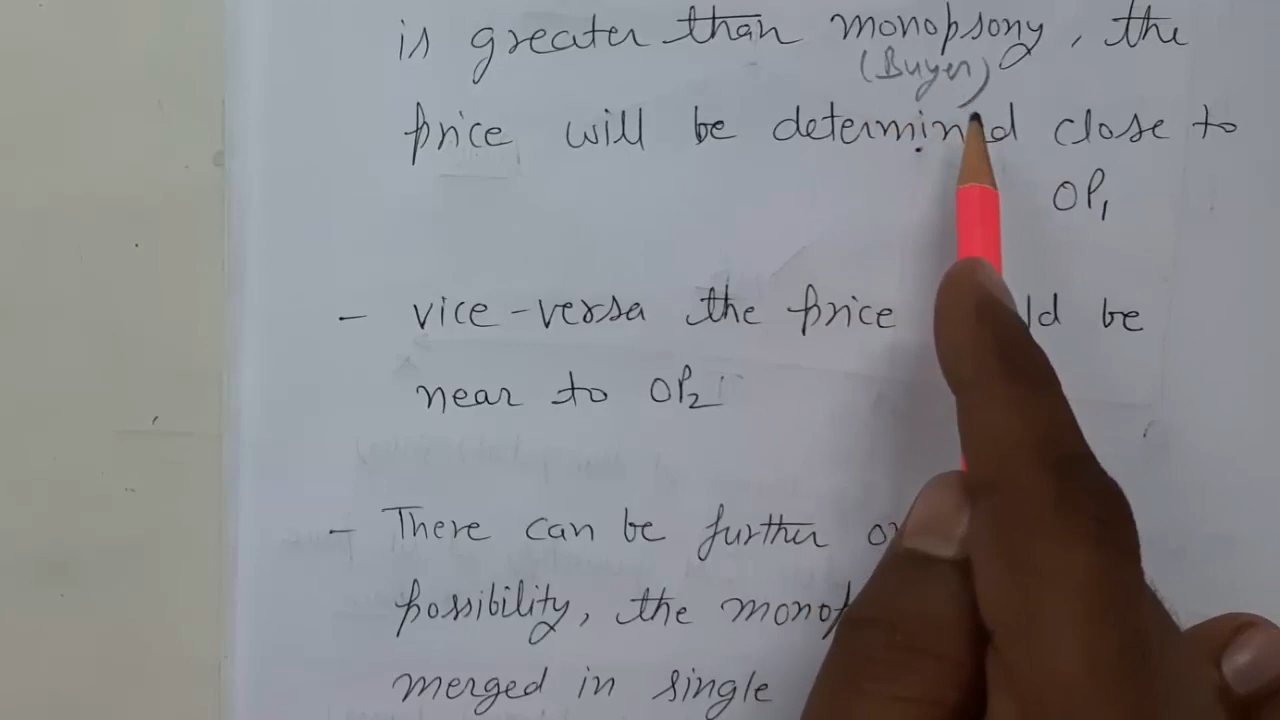 is greater than monopsony, the
(Buyer)
price will be determined close to
OP₁
- vice-versa the price be
near to OP₂
- There can be further
possibility, the
merged in single